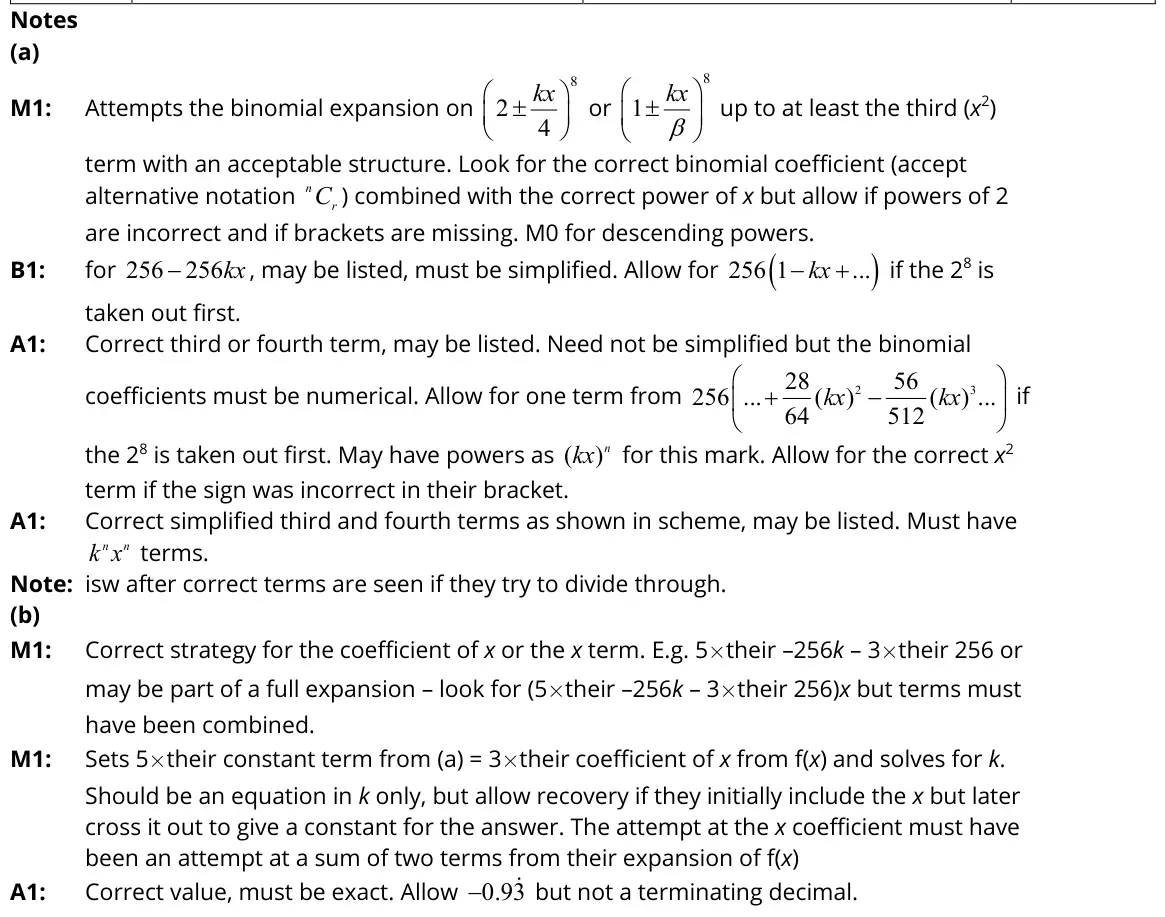 Notes
(a)
M1: Attempts the binomial expansion on (2 ± kx/4)⁸ or (1 ± kx/β)⁸ up to at least the third (x²)
term with an acceptable structure. Look for the correct binomial coefficient (accept
alternative notation ⁿCᵣ) combined with the correct power of x but allow if powers of 2
are incorrect and if brackets are missing. M0 for descending powers.
B1: for 256 – 256kx, may be listed, must be simplified. Allow for 256(1 – kx + ...) if the 2⁸ is
taken out first.
A1: Correct third or fourth term, may be listed. Need not be simplified but the binomial
coefficients must be numerical. Allow for one term from 256(... + 28/64 (kx)² – 56/512 (kx)³...) if
the 2⁸ is taken out first. May have powers as (kx)ⁿ for this mark. Allow for the correct x²
term if the sign was incorrect in their bracket.
A1: Correct simplified third and fourth terms as shown in scheme, may be listed. Must have
kⁿxⁿ terms.
Note: isw after correct terms are seen if they try to divide through.
(b)
M1: Correct strategy for the coefficient of x or the x term. E.g. 5×their –256k – 3×their 256 or
may be part of a full expansion – look for (5×their –256k – 3×their 256)x but terms must
have been combined.
M1: Sets 5×their constant term from (a) = 3×their coefficient of x from f(x) and solves for k.
Should be an equation in k only, but allow recovery if they initially include the x but later
cross it out to give a constant for the answer. The attempt at the x coefficient must have
been an attempt at a sum of two terms from their expansion of f(x)
A1: Correct value, must be exact. Allow –0.93̇ but not a terminating decimal.